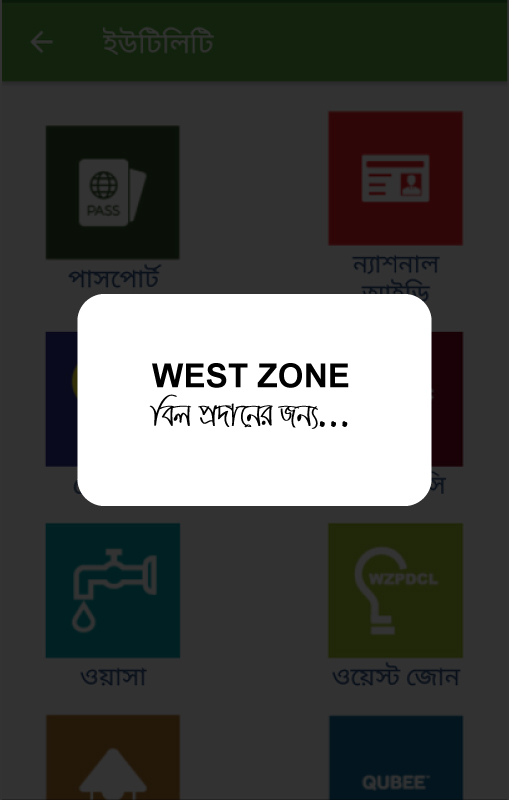 ইউটিলিটি
PASS
পাসপোর্ট
ন্যাশনাল
আইডি
WEST ZONE
বিল প্রদানের জন্য...
সি
WZPDCL
ওয়াসা
ওয়েস্ট জোন
QUBEE